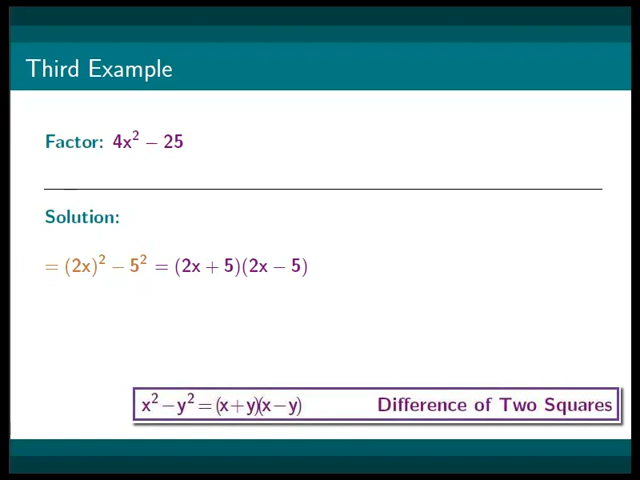 Third Example
Factor: 4x² − 25
Solution:
= (2x)² − 5² = (2x + 5)(2x − 5)
x² − y² = (x + y)(x − y) Difference of Two Squares